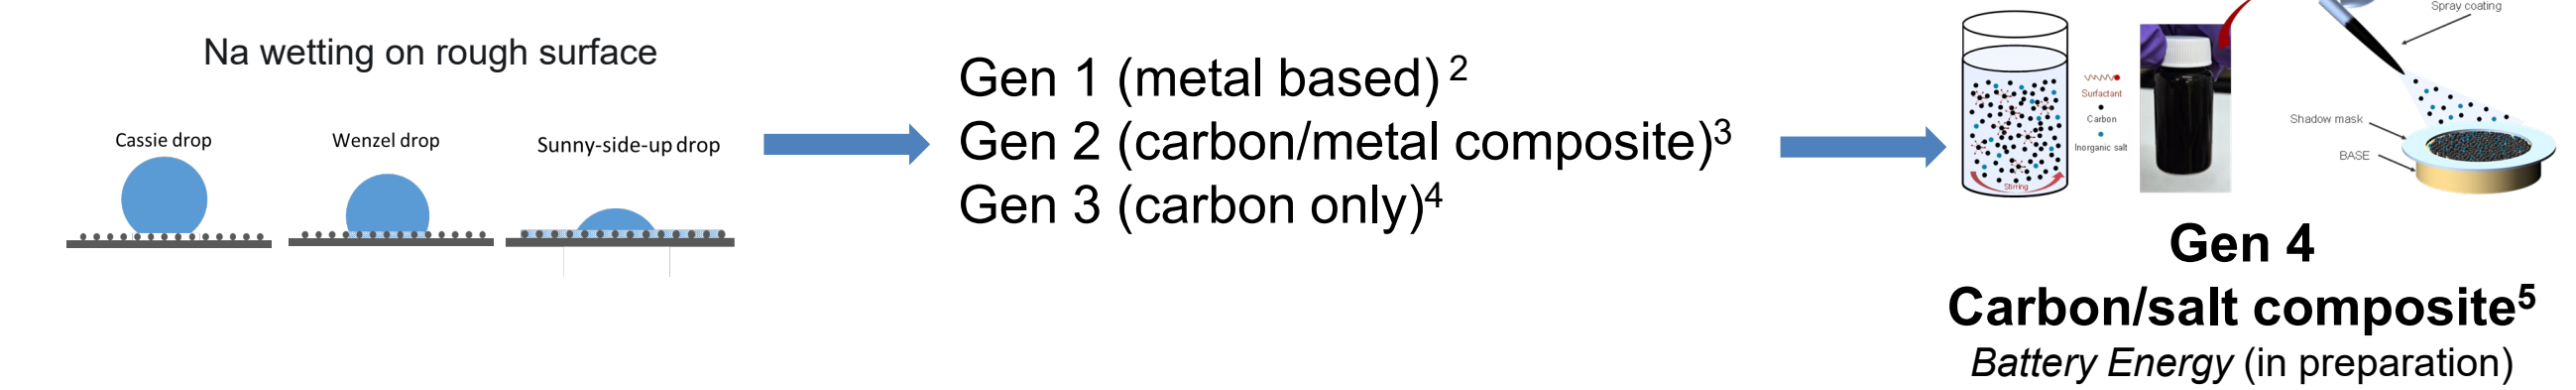 Na wetting on rough surface
Cassie drop
Wenzel drop
Sunny-side-up drop
Gen 1 (metal based) 2
Gen 2 (carbon/metal composite)3
Gen 3 (carbon only)4
Surfactant
Carbon
Inorganic salt
Stirring
Spray coating
Shadow mask
BASE
Gen 4
Carbon/salt composite5
Battery Energy (in preparation)